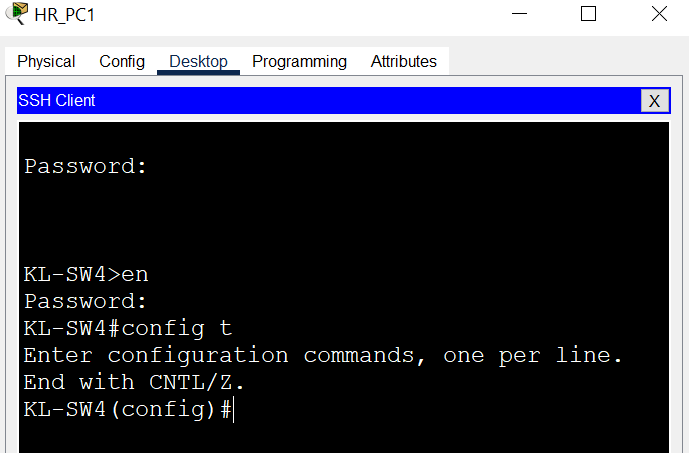 HR_PC1
Physical Config Desktop Programming Attributes
SSH Client X
Password:
KL-SW4>en
Password:
KL-SW4#config t
Enter configuration commands, one per line.
End with CNTL/Z.
KL-SW4(config)#